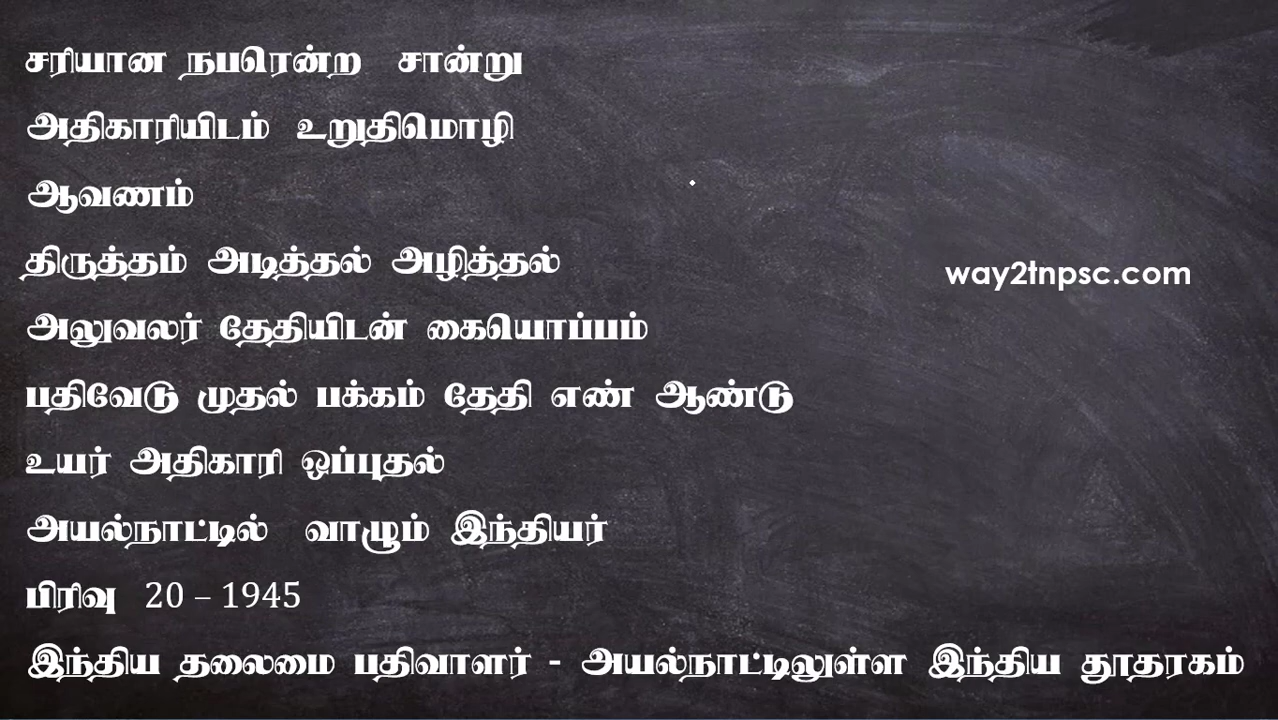 சரியான நபரென்ற சான்று
அதிகாரியிடம் உறுதிமொழி
ஆவணம்
திருத்தம் அடித்தல் அழித்தல்
way2tnpsc.com
அலுவலர் தேதியிடன் கையொப்பம்
பதிவேடு முதல் பக்கம் தேதி எண் ஆண்டு
உயர் அதிகாரி ஒப்புதல்
அயல்நாட்டில் வாழும் இந்தியர்
பிரிவு 20 – 1945
இந்திய தலைமை பதிவாளர் - அயல்நாட்டிலுள்ள இந்திய தூதரகம்